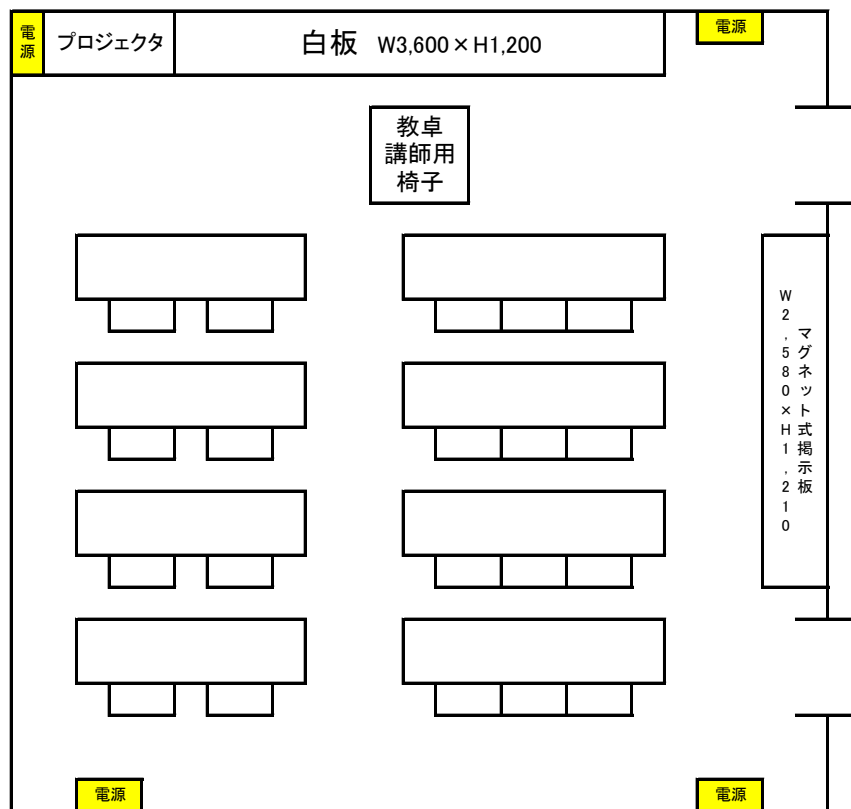 電源
プロジェクタ
白板 W3,600×H1,200
電源
教卓
講師用
椅子
マグネット式掲示板
W2,580×H1,210
電源
電源